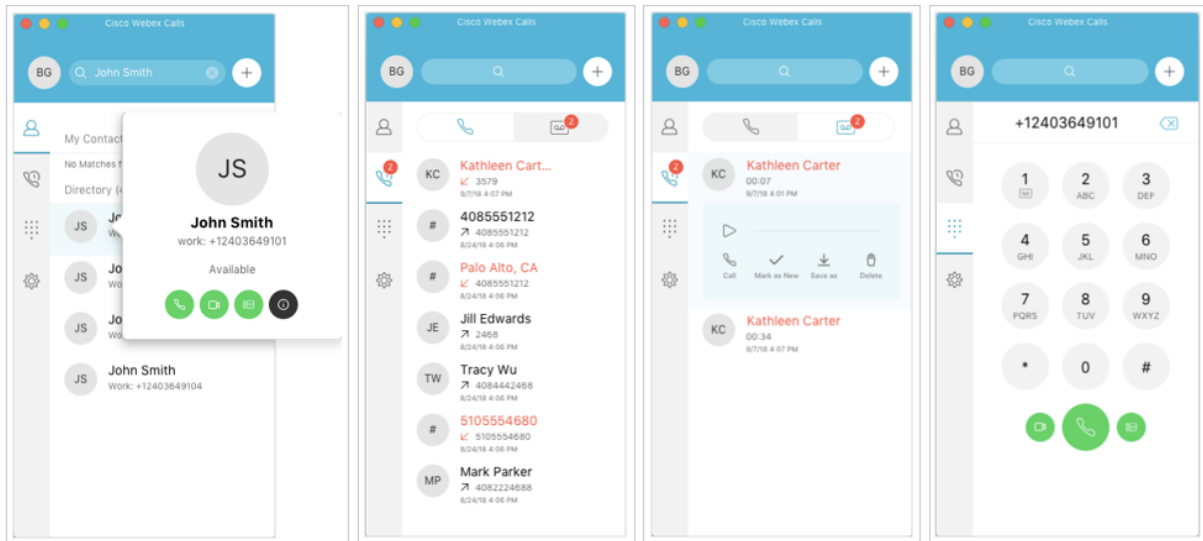 Cisco Webex Calls
BG
John Smith
+
My Contac
No Matches f
Directory (
JS
John Smith
work: +12403649101
Available
JS
Jo
Wo
JS
Jo
Wo
JS
Jo
Wo
JS
John Smith
Work: +12403649104
Cisco Webex Calls
BG
+
2
2
KC
Kathleen Cart...
3579
9/7/18 4:07 PM
#
4085551212
4085551212
8/24/18 4:06 PM
#
Palo Alto, CA
4085551212
8/24/18 4:06 PM
JE
Jill Edwards
2468
8/24/18 4:06 PM
TW
Tracy Wu
4084442468
8/24/18 4:06 PM
#
5105554680
5105554680
8/24/18 4:06 PM
MP
Mark Parker
4082224688
8/24/18 4:06 PM
Cisco Webex Calls
BG
+
2
2
KC
Kathleen Carter
00:07
9/7/18 4:01 PM
Call Mark as New Save as Delete
KC
Kathleen Carter
00:34
9/7/18 4:07 PM
Cisco Webex Calls
BG
+
+12403649101
1 2 3
ABC DEF
4 5 6
GHI JKL MNO
7 8 9
PQRS TUV WXYZ
* 0 #